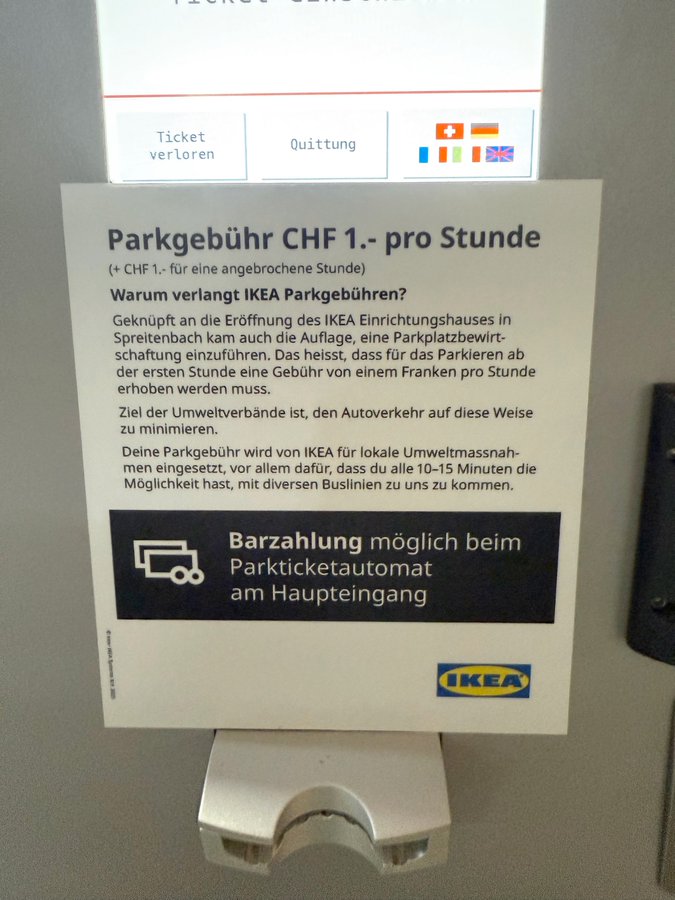 Ticket
verloren
Quittung
Parkgebühr CHF 1.- pro Stunde
(+ CHF 1.- für eine angebrochene Stunde)
Warum verlangt IKEA Parkgebühren?
Geknüpft an die Eröffnung des IKEA Einrichtungshauses in
Spreitenbach kam auch die Auflage, eine Parkplatzbewirt-
schaftung einzuführen. Das heisst, dass für das Parkieren ab
der ersten Stunde eine Gebühr von einem Franken pro Stunde
erhoben werden muss.
Ziel der Umweltverbände ist, den Autoverkehr auf diese Weise
zu minimieren.
Deine Parkgebühr wird von IKEA für lokale Umweltmassnah-
men eingesetzt, vor allem dafür, dass du alle 10–15 Minuten die
Möglichkeit hast, mit diversen Buslinien zu uns zu kommen.
Barzahlung möglich beim
Parkticketautomat
am Haupteingang
IKEA